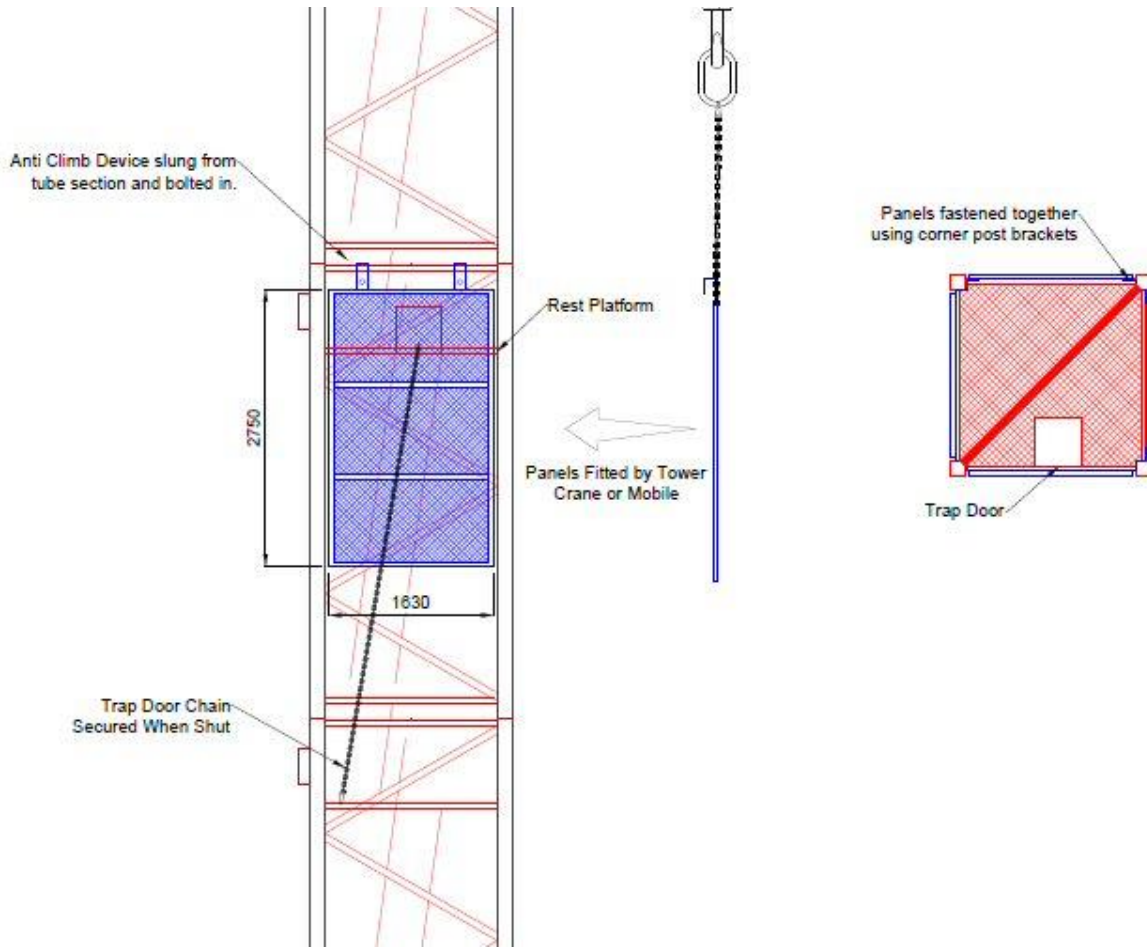 Anti Climb Device slung from
tube section and bolted in.
Panels fastened together
using corner post brackets
Rest Platform
2750
Panels Fitted by Tower
Crane or Mobile
Trap Door
1630
Trap Door Chain
Secured When Shut